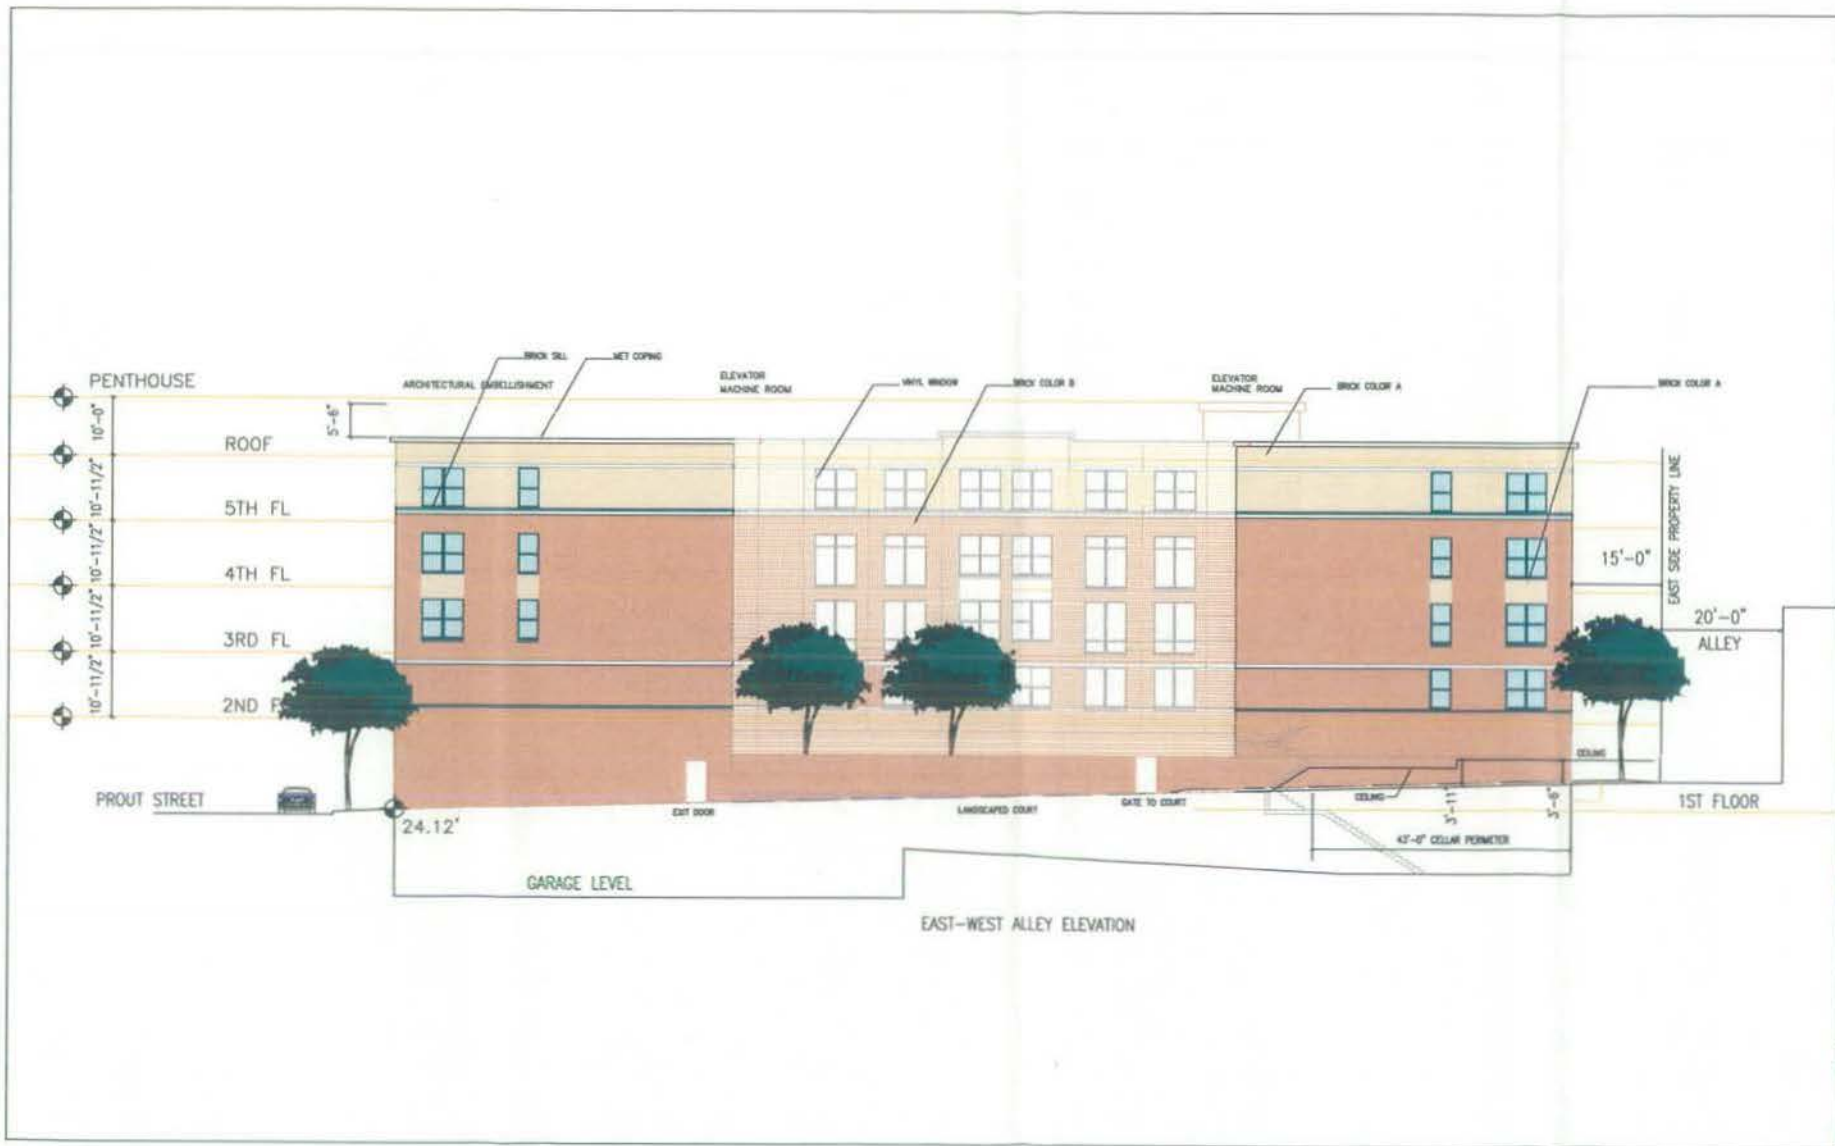 BRICK SILL
MET COPING
PENTHOUSE
ARCHITECTURAL EMBELLISHMENT
ELEVATOR
MACHINE ROOM
VINYL WINDOW
BRICK COLOR B
ELEVATOR
MACHINE ROOM
BRICK COLOR A
BRICK COLOR A
10'-0"
5'-6"
ROOF
10'-11/2"
5TH FL
10'-11/2"
4TH FL
10'-11/2"
3RD FL
10'-11/2"
2ND F
EAST SIDE PROPERTY LINE
15'-0"
20'-0"
ALLEY
CEILING
PROUT STREET
24.12'
EXIT DOOR
LANDSCAPED COURT
GATE TO COURT
CEILING
3'-11"
2'-6"
1ST FLOOR
43'-0" CELLAR PERIMETER
GARAGE LEVEL
EAST-WEST ALLEY ELEVATION